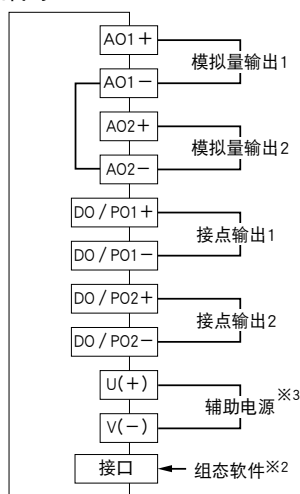 AO1＋
AO1－
模拟量输出1
AO2+
AO2－
模拟量输出2
DO / PO1＋
DO / PO1－
接点输出1
DO / PO2＋
DO / PO2－
接点输出2
U(＋)
V(－)
辅助电源※3
接口
组态软件※2